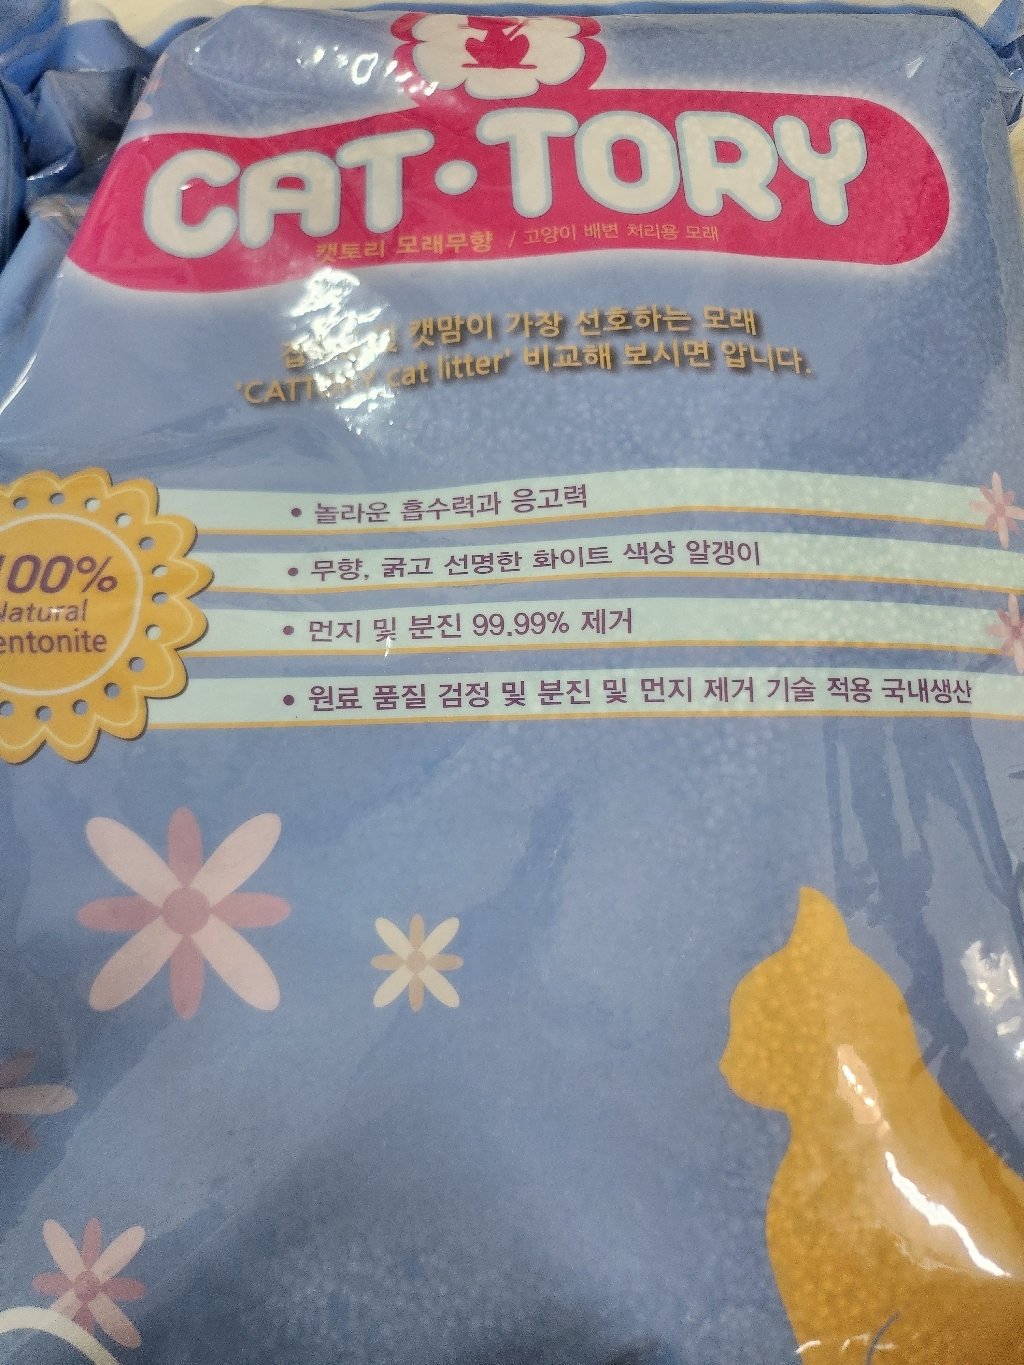 CAT·TORY
캣토리 모래무향 / 고양이 배변 처리용 모래
캣맘이 가장 선호하는 모래
cat litter' 비교해 보시면 압니다.
100%
Natural
Bentonite
• 놀라운 흡수력과 응고력
• 무향, 굵고 선명한 화이트 색상 알갱이
• 먼지 및 분진 99.99% 제거
• 원료 품질 검정 및 분진 및 먼지 제거 기술 적용 국내생산